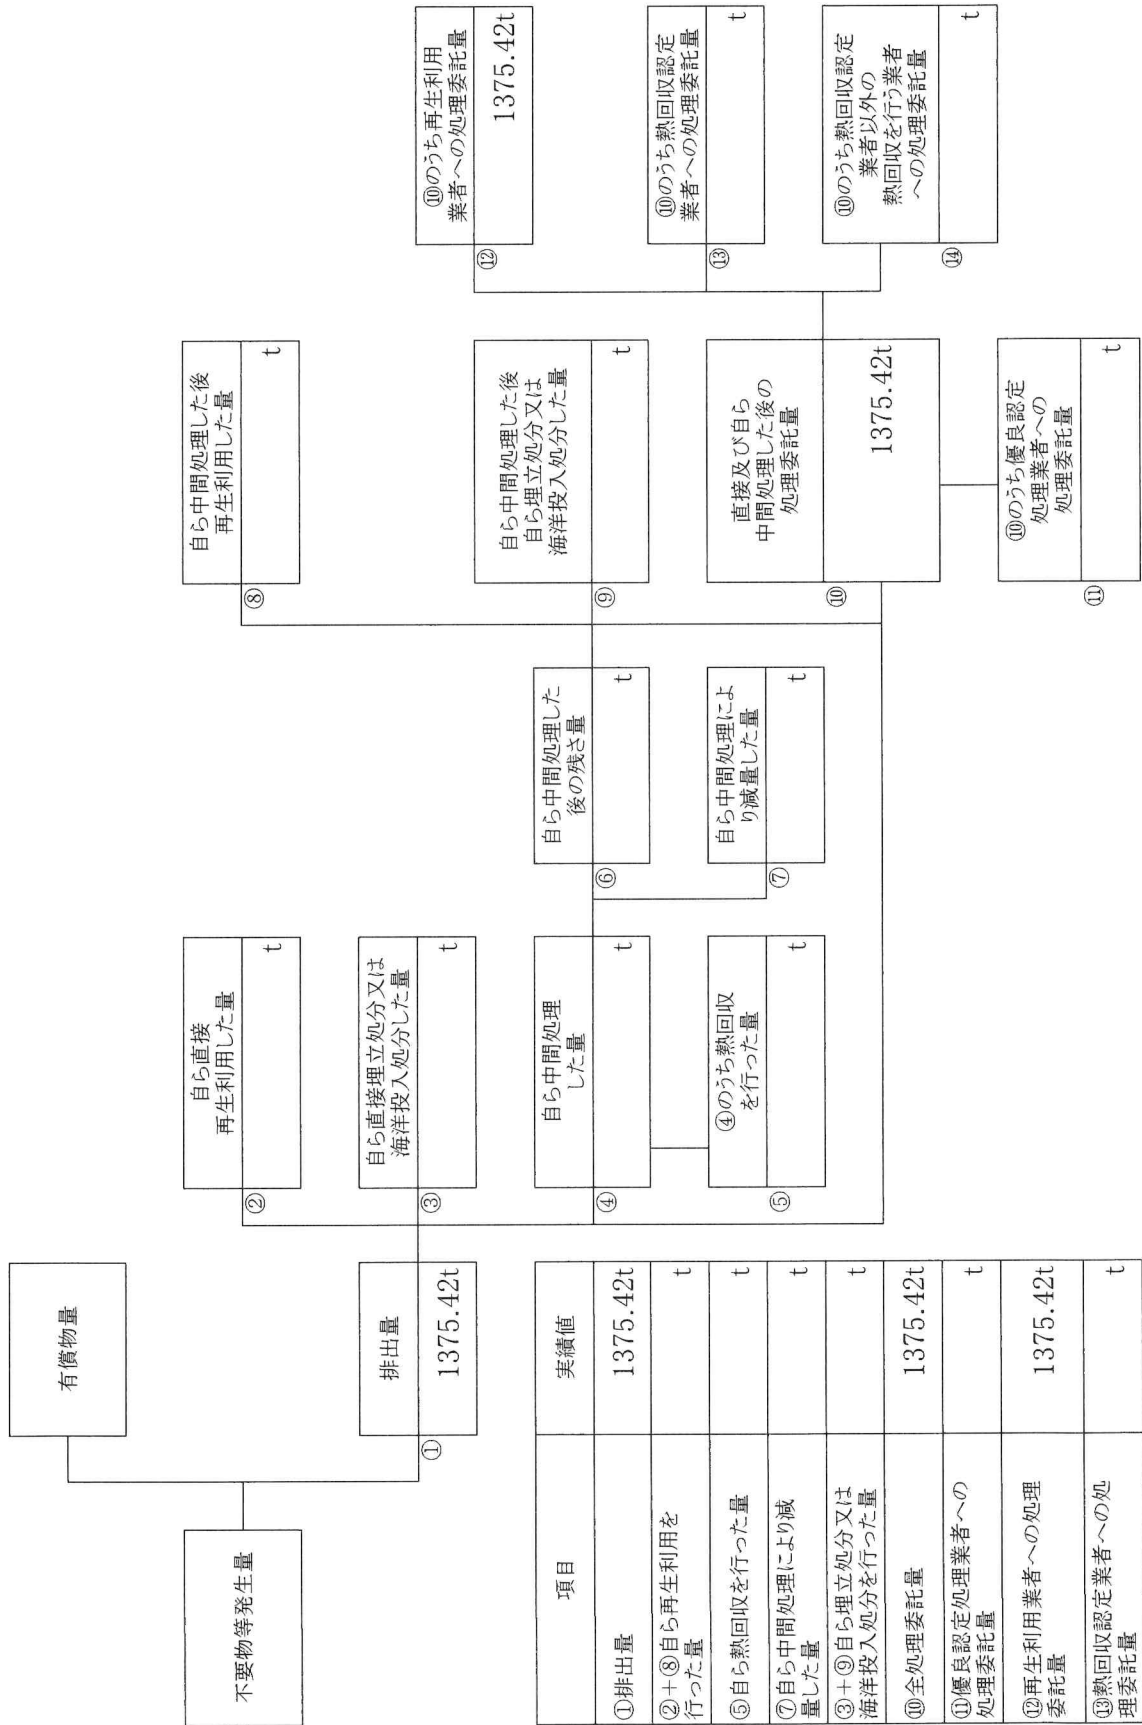 有償物量
不要物等発生量
排出量
①
1375.42t
自ら直接
再生利用した量
②
t
自ら直接埋立処分又は
海洋投入処分した量
③
t
自ら中間処理
した量
④
t
④のうち熱回収
を行った量
⑤
t
自ら中間処理した
後の残さ量
⑥
t
自ら中間処理によ
り減量した量
⑦
t
自ら中間処理した後
再生利用した量
⑧
t
自ら中間処理した後
自ら埋立処分又は
海洋投入処分した量
⑨
t
直接及び自ら
中間処理した後の
処理委託量
⑩
1375.42t
⑩のうち優良認定
処理業者への
処理委託量
⑪
t
⑩のうち再生利用
業者への処理委託量
⑫
1375.42t
⑩のうち熱回収認定
業者への処理委託量
⑬
t
⑩のうち熱回収認定
業者以外の
熱回収を行う業者
への処理委託量
⑭
t
項目
実績値
①排出量
1375.42t
②+⑧自ら再生利用を
行った量
t
⑤自ら熱回収を行った量
t
⑦自ら中間処理により減
量した量
t
③+⑨自ら埋立処分又は
海洋投入処分を行った量
t
⑩全処理委託量
1375.42t
⑪優良認定処理業者への
処理委託量
t
⑫再生利用業者への処理
委託量
1375.42t
⑬熱回収認定業者への処
理委託量
t